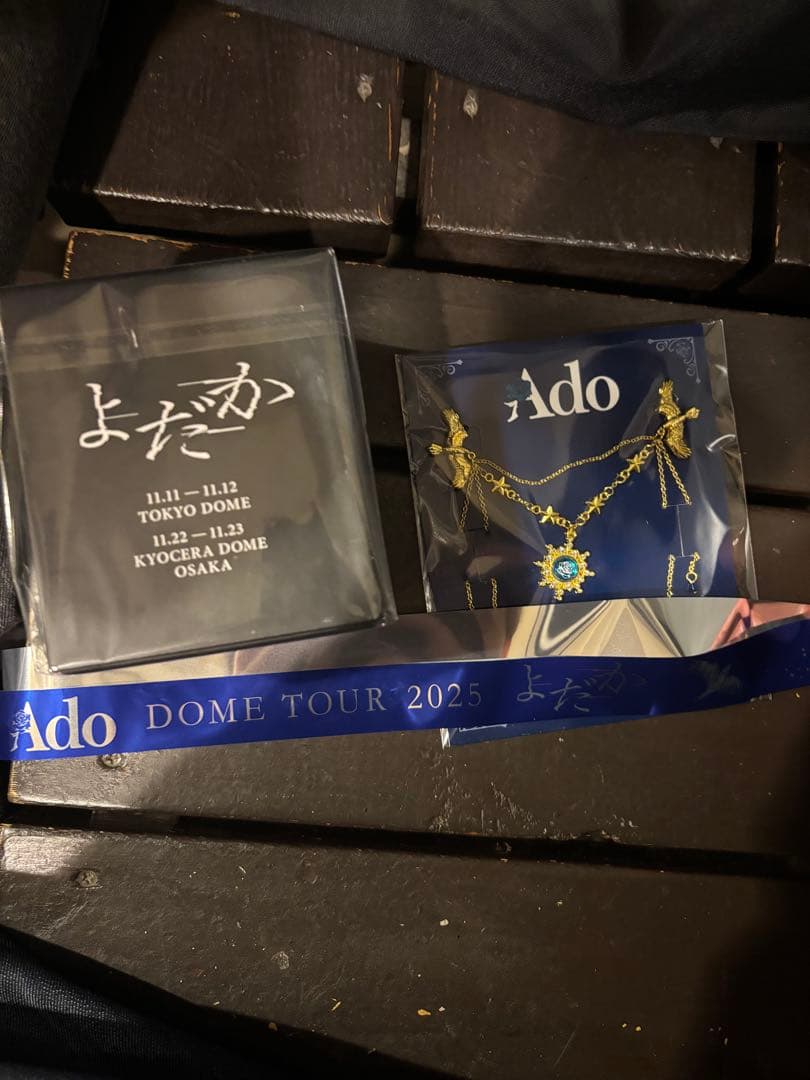 よだか
11.11 — 11.12
TOKYO DOME
11.22 — 11.23
KYOCERA DOME
OSAKA
Ado
Ado DOME TOUR 2025 よだか